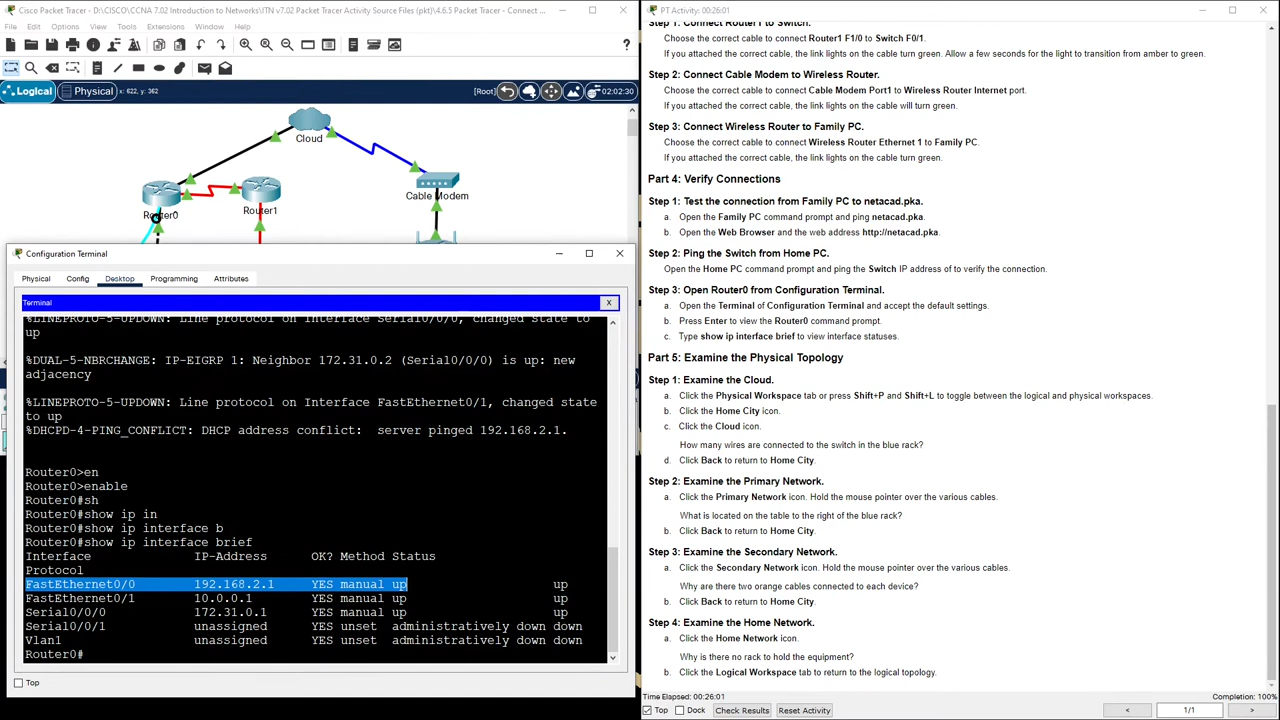 Cisco Packet Tracer - D:\CISCO\CCNA 7.02 Introduction to Networks\ITN v7.02 Packet Tracer Activity Source Files (pkt)\4.6.5 Packet Tracer - Connect ...
File Edit Options View Tools Extensions Window Help
?
Logical Physical x: 622, y: 362 [Root] 02:02:30
Cloud
Cable Modem
Router0
Router1
Configuration Terminal
Physical Config Desktop Programming Attributes
Terminal X
%LINEPROTO-5-UPDOWN: Line protocol on Interface Serial0/0/0, changed state to
up
%DUAL-5-NBRCHANGE: IP-EIGRP 1: Neighbor 172.31.0.2 (Serial0/0/0) is up: new
adjacency
%LINEPROTO-5-UPDOWN: Line protocol on Interface FastEthernet0/1, changed state
to up
%DHCPD-4-PING_CONFLICT: DHCP address conflict:  server pinged 192.168.2.1.
Router0>en
Router0>enable
Router0#sh
Router0#show ip in
Router0#show ip interface b
Router0#show ip interface brief
Interface IP-Address OK? Method Status
Protocol
FastEthernet0/0 192.168.2.1 YES manual up up
FastEthernet0/1 10.0.0.1 YES manual up up
Serial0/0/0 172.31.0.1 YES manual up up
Serial0/0/1 unassigned YES unset administratively down down
Vlan1 unassigned YES unset administratively down down
Router0#
Top
PT Activity: 00:26:01
Step 1: Connect Router1 to Switch.
Choose the correct cable to connect Router1 F1/0 to Switch F0/1.
If you attached the correct cable, the link lights on the cable turn green. Allow a few seconds for the light to transition from amber to green.
Step 2: Connect Cable Modem to Wireless Router.
Choose the correct cable to connect Cable Modem Port1 to Wireless Router Internet port.
If you attached the correct cable, the link lights on the cable will turn green.
Step 3: Connect Wireless Router to Family PC.
Choose the correct cable to connect Wireless Router Ethernet 1 to Family PC.
If you attached the correct cable, the link lights on the cable turn green.
Part 4: Verify Connections
Step 1: Test the connection from Family PC to netacad.pka.
a. Open the Family PC command prompt and ping netacad.pka.
b. Open the Web Browser and the web address http://netacad.pka.
Step 2: Ping the Switch from Home PC.
Open the Home PC command prompt and ping the Switch IP address of to verify the connection.
Step 3: Open Router0 from Configuration Terminal.
a. Open the Terminal of Configuration Terminal and accept the default settings.
b. Press Enter to view the Router0 command prompt.
c. Type show ip interface brief to view interface statuses.
Part 5: Examine the Physical Topology
Step 1: Examine the Cloud.
a. Click the Physical Workspace tab or press Shift+P and Shift+L to toggle between the logical and physical workspaces.
b. Click the Home City icon.
c. Click the Cloud icon.
How many wires are connected to the switch in the blue rack?
d. Click Back to return to Home City.
Step 2: Examine the Primary Network.
a. Click the Primary Network icon. Hold the mouse pointer over the various cables.
What is located on the table to the right of the blue rack?
b. Click Back to return to Home City.
Step 3: Examine the Secondary Network.
a. Click the Secondary Network icon. Hold the mouse pointer over the various cables.
Why are there two orange cables connected to each device?
b. Click Back to return to Home City.
Step 4: Examine the Home Network.
a. Click the Home Network icon.
Why is there no rack to hold the equipment?
b. Click the Logical Workspace tab to return to the logical topology.
Time Elapsed: 00:26:01 Completion: 100%
Top Dock Check Results Reset Activity < 1/1 >